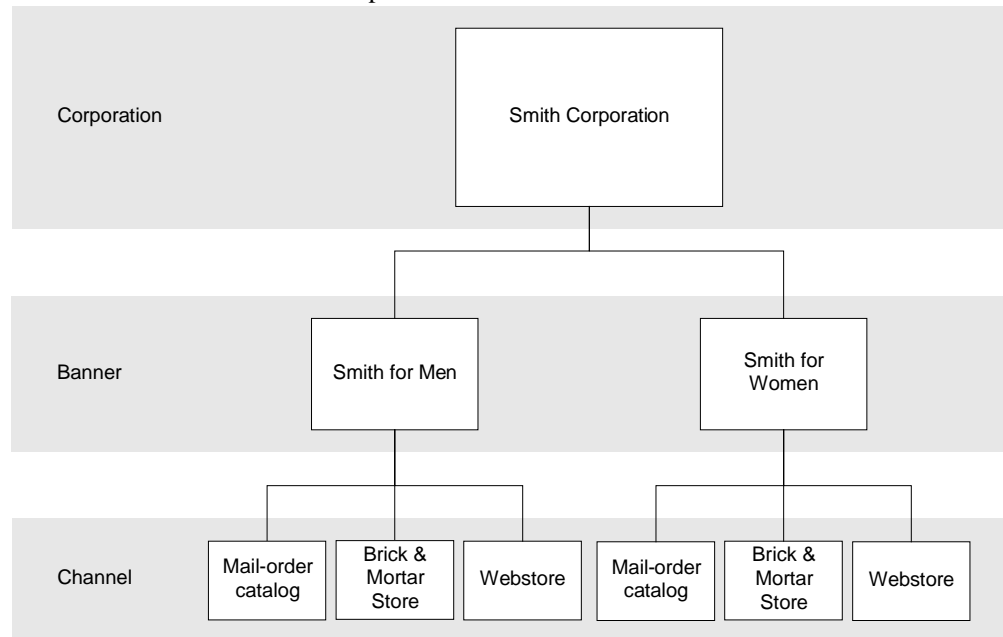 Corporation
Smith Corporation
Banner
Smith for Men
Smith for
Women
Channel
Mail-order
catalog
Brick &
Mortar
Store
Webstore
Mail-order
catalog
Brick &
Mortar
Store
Webstore